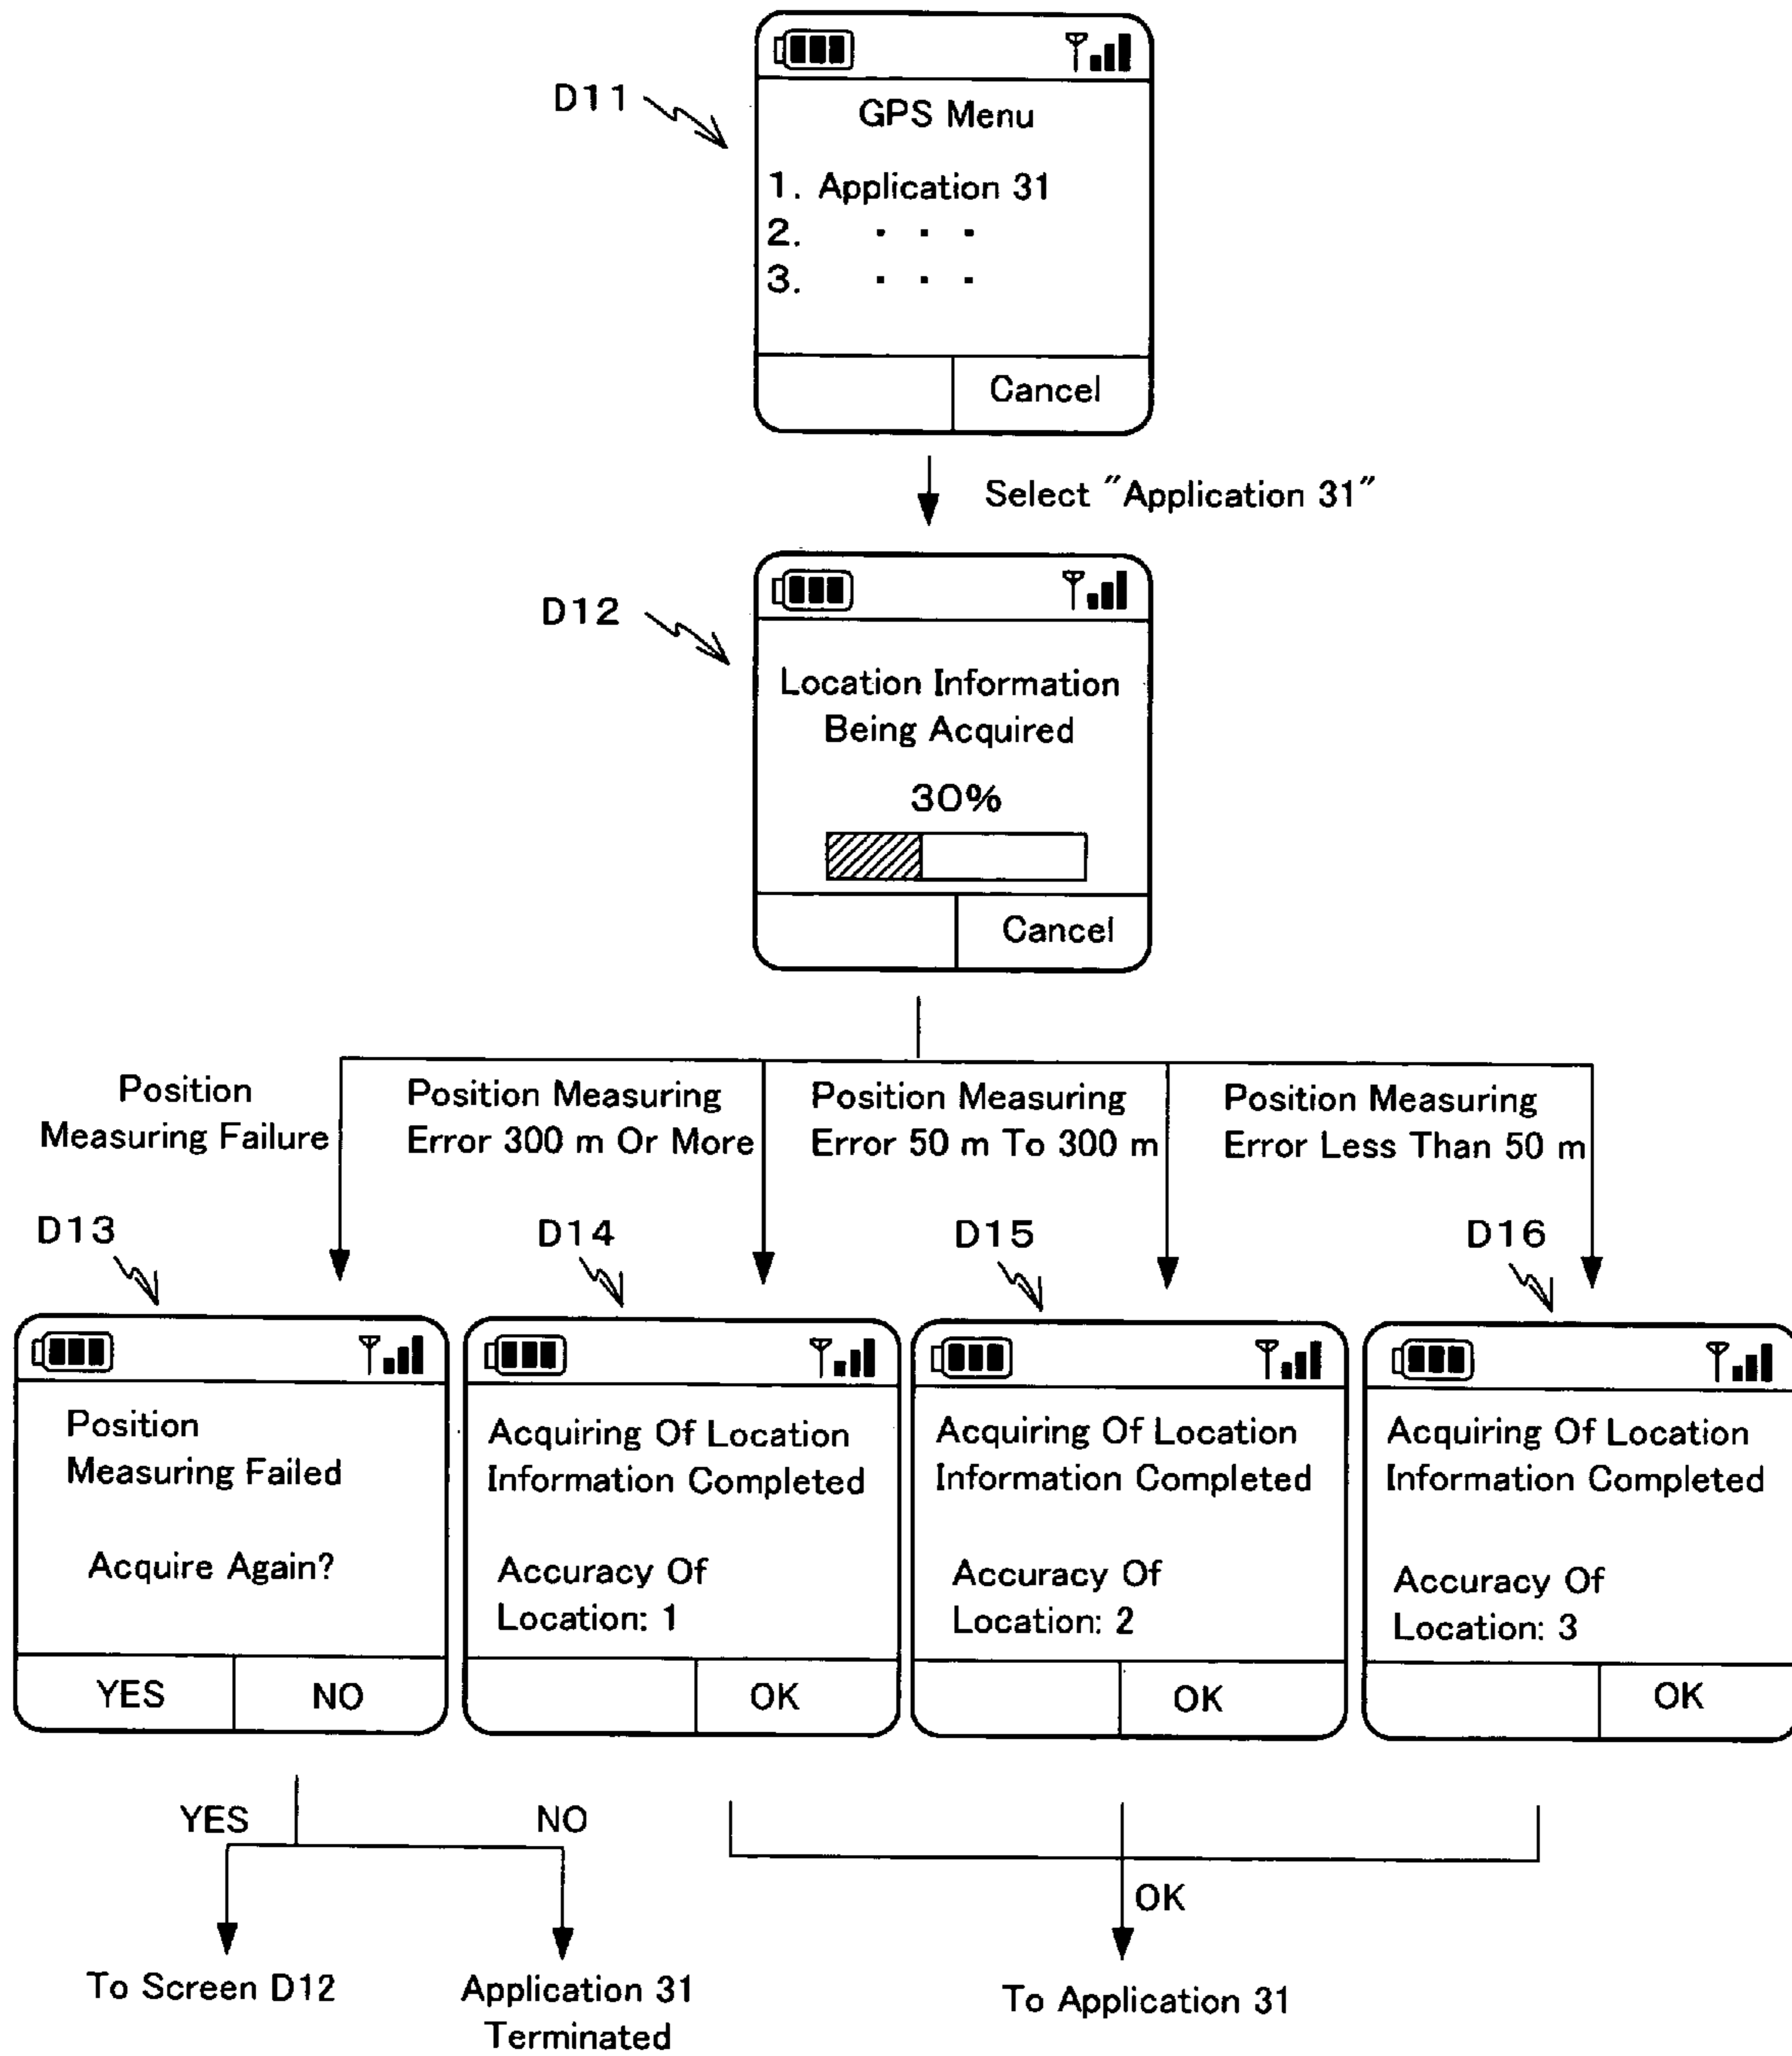 D11
GPS Menu
1. Application 31
2. · · ·
3. · · ·
Cancel
Select "Application 31"
D12
Location Information
Being Acquired
30%
Cancel
Position
Measuring Failure
Position Measuring
Error 300 m Or More
Position Measuring
Error 50 m To 300 m
Position Measuring
Error Less Than 50 m
D13
D14
D15
D16
Position
Measuring Failed
Acquire Again?
YES
NO
Acquiring Of Location
Information Completed
Accuracy Of
Location: 1
OK
Acquiring Of Location
Information Completed
Accuracy Of
Location: 2
OK
Acquiring Of Location
Information Completed
Accuracy Of
Location: 3
OK
YES
NO
OK
To Screen D12
Application 31
Terminated
To Application 31